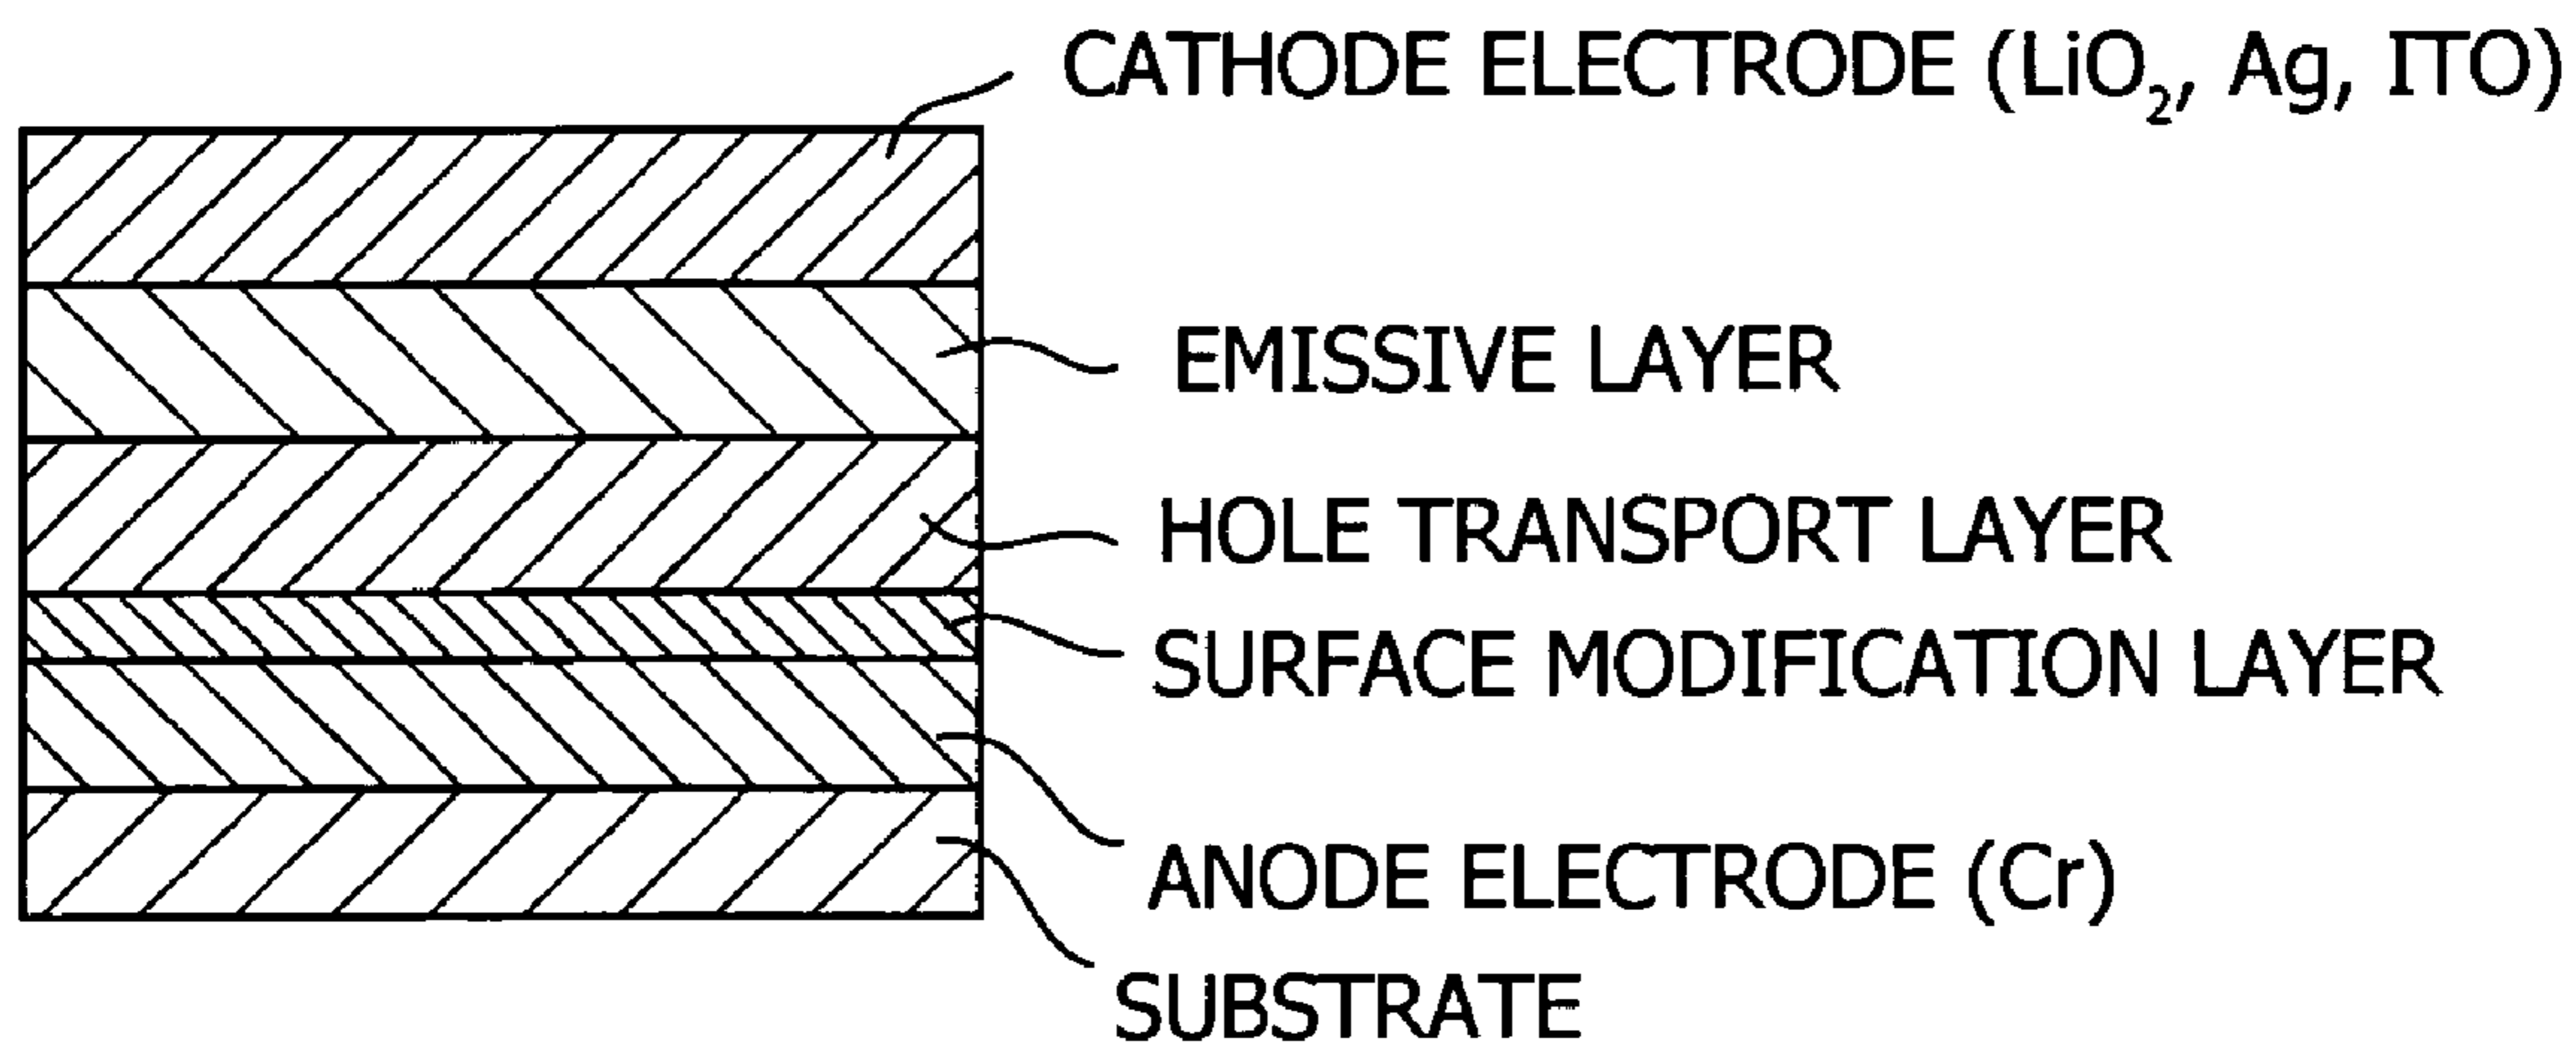 CATHODE ELECTRODE (LiO₂, Ag, ITO)
EMISSIVE LAYER
HOLE TRANSPORT LAYER
SURFACE MODIFICATION LAYER
ANODE ELECTRODE (Cr)
SUBSTRATE